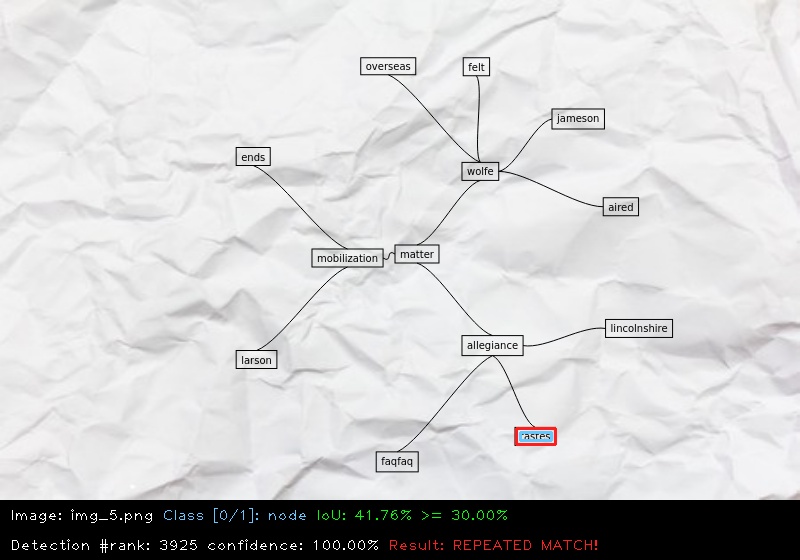 overseas
felt
jameson
ends
wolfe
aired
matter
mobilization
lincolnshire
allegiance
larson
faqfaq
Image: img_5.png Class [0/1]: node IoU: 41.76% >= 30.00%
Detection #rank: 3925 confidence: 100.00% Result: REPEATED MATCH!